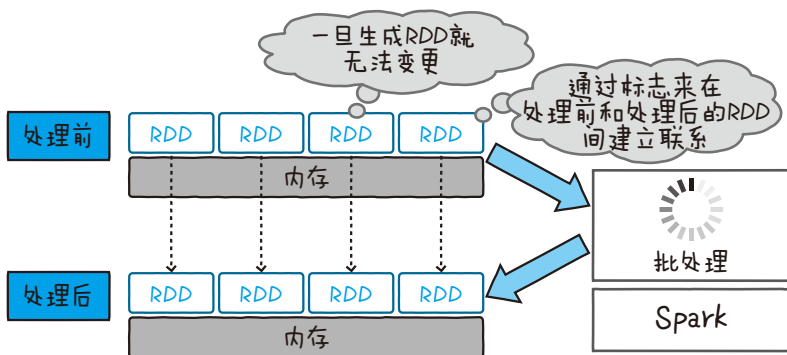 一旦生成RDD就
无法变更
通过标志来在
处理前和处理后的RDD
间建立联系
处理前
RDD
RDD
RDD
RDD
内存
批处理
处理后
RDD
RDD
RDD
RDD
内存
Spark